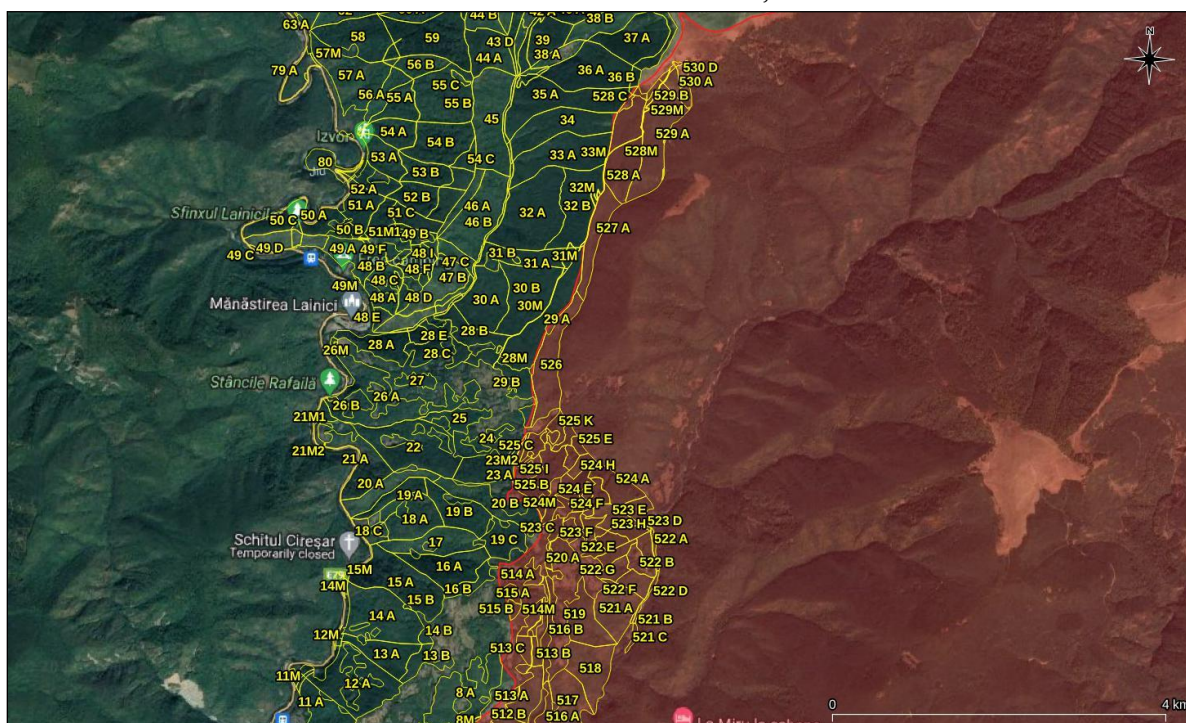 63 A
58
59
44 B
42 A
38 B
57M
43 D
39
37 A
38 A
44 A
79 A
57 A
56 B
36 A
36 B
530 D
530 A
55 C
56 A
55 A
55 B
35 A
528 C
529 B
529M
45
34
Izvor
54 A
54 B
529 A
80
53 A
54 C
33 A
33M
528M
Jiu
53 B
528 A
52 A
52 B
32M
Sfinxul Lainicil
51 A
51 C
46 A
32 A
32 B
50 C
50 A
46 B
50 B
51M1
49 B
527 A
49 C
49 D
49 A
49 F
48 I
31 B
31M
48 B
48 F
47 C
31 A
49M
48 C
47 B
30 B
Mănăstirea Lainici
48 A
48 D
30 A
30M
48 E
29 A
28 B
28 E
28 A
26M
28 C
28M
526
Stâncile Rafailă
27
29 B
26 B
26 A
21M1
25
525 K
24
525 E
22
525 C
21M2
21 A
23M2
525 I
524 H
23 A
525 B
524 A
20 A
524 E
19 A
20 B
524M
524 F
19 B
523 E
18 A
523 H
523 D
18 C
523 C
523 F
Schitul Cireșar
17
19 C
522 E
522 A
Temporarily closed
520 A
522 B
15M
16 A
514 A
522 G
E79
14M
15 A
16 B
515 A
522 F
522 D
15 B
515 B
514M
519
521 A
14 A
521 B
12M
14 B
516 B
521 C
13 A
13 B
513 C
513 B
11M
518
12 A
8 A
513 A
517
11 A
8M
512 B
516 A
N
0
4 km